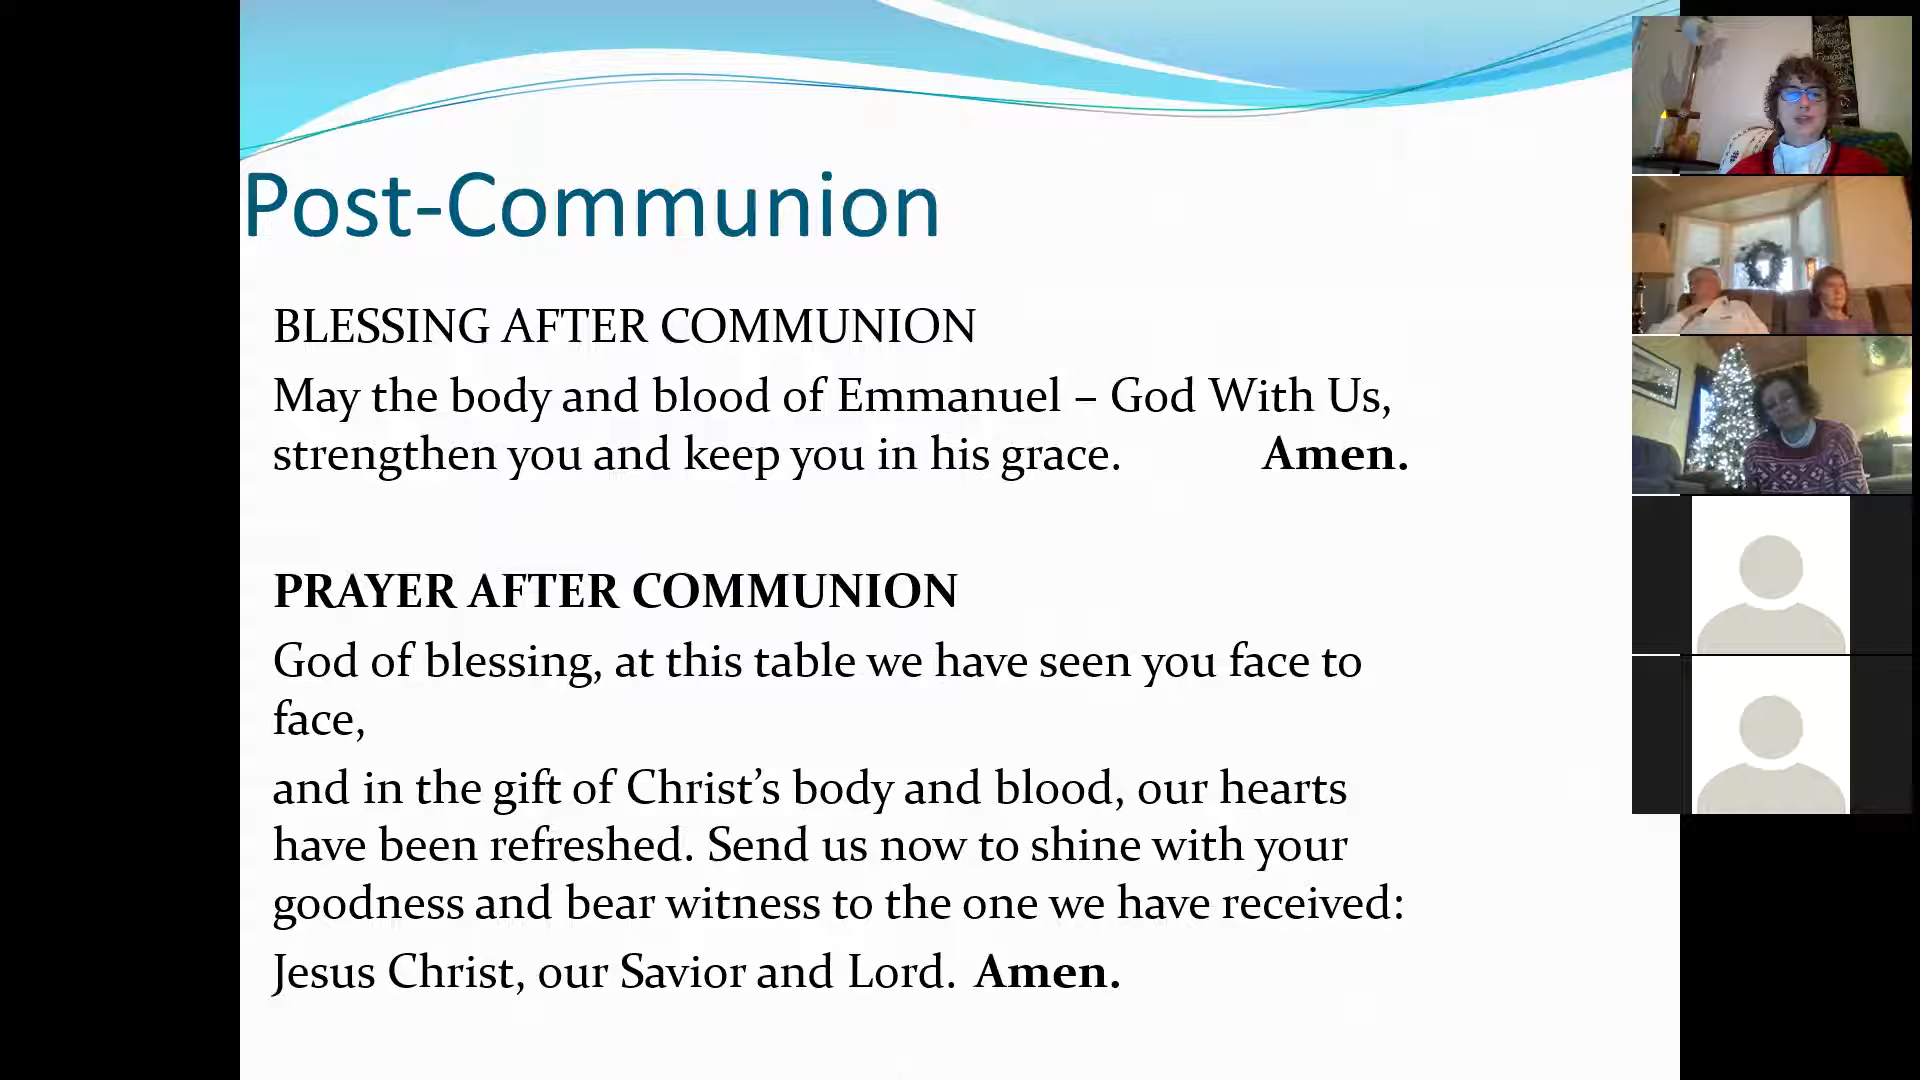 Post-Communion
BLESSING AFTER COMMUNION
May the body and blood of Emmanuel – God With Us,
strengthen you and keep you in his grace. Amen.
PRAYER AFTER COMMUNION
God of blessing, at this table we have seen you face to
face,
and in the gift of Christ’s body and blood, our hearts
have been refreshed. Send us now to shine with your
goodness and bear witness to the one we have received:
Jesus Christ, our Savior and Lord. Amen.